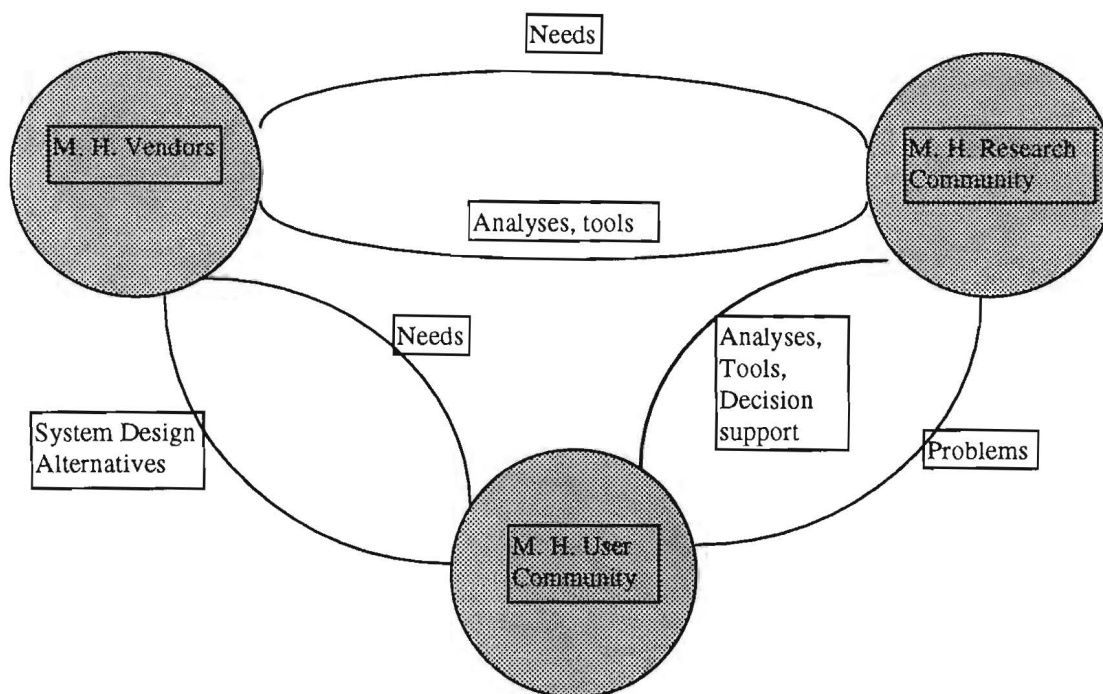 Needs
M. H. Vendors
M. H. Research
Community
Analyses, tools
Needs
Analyses,
Tools,
Decision
support
System Design
Alternatives
Problems
M. H. User
Community